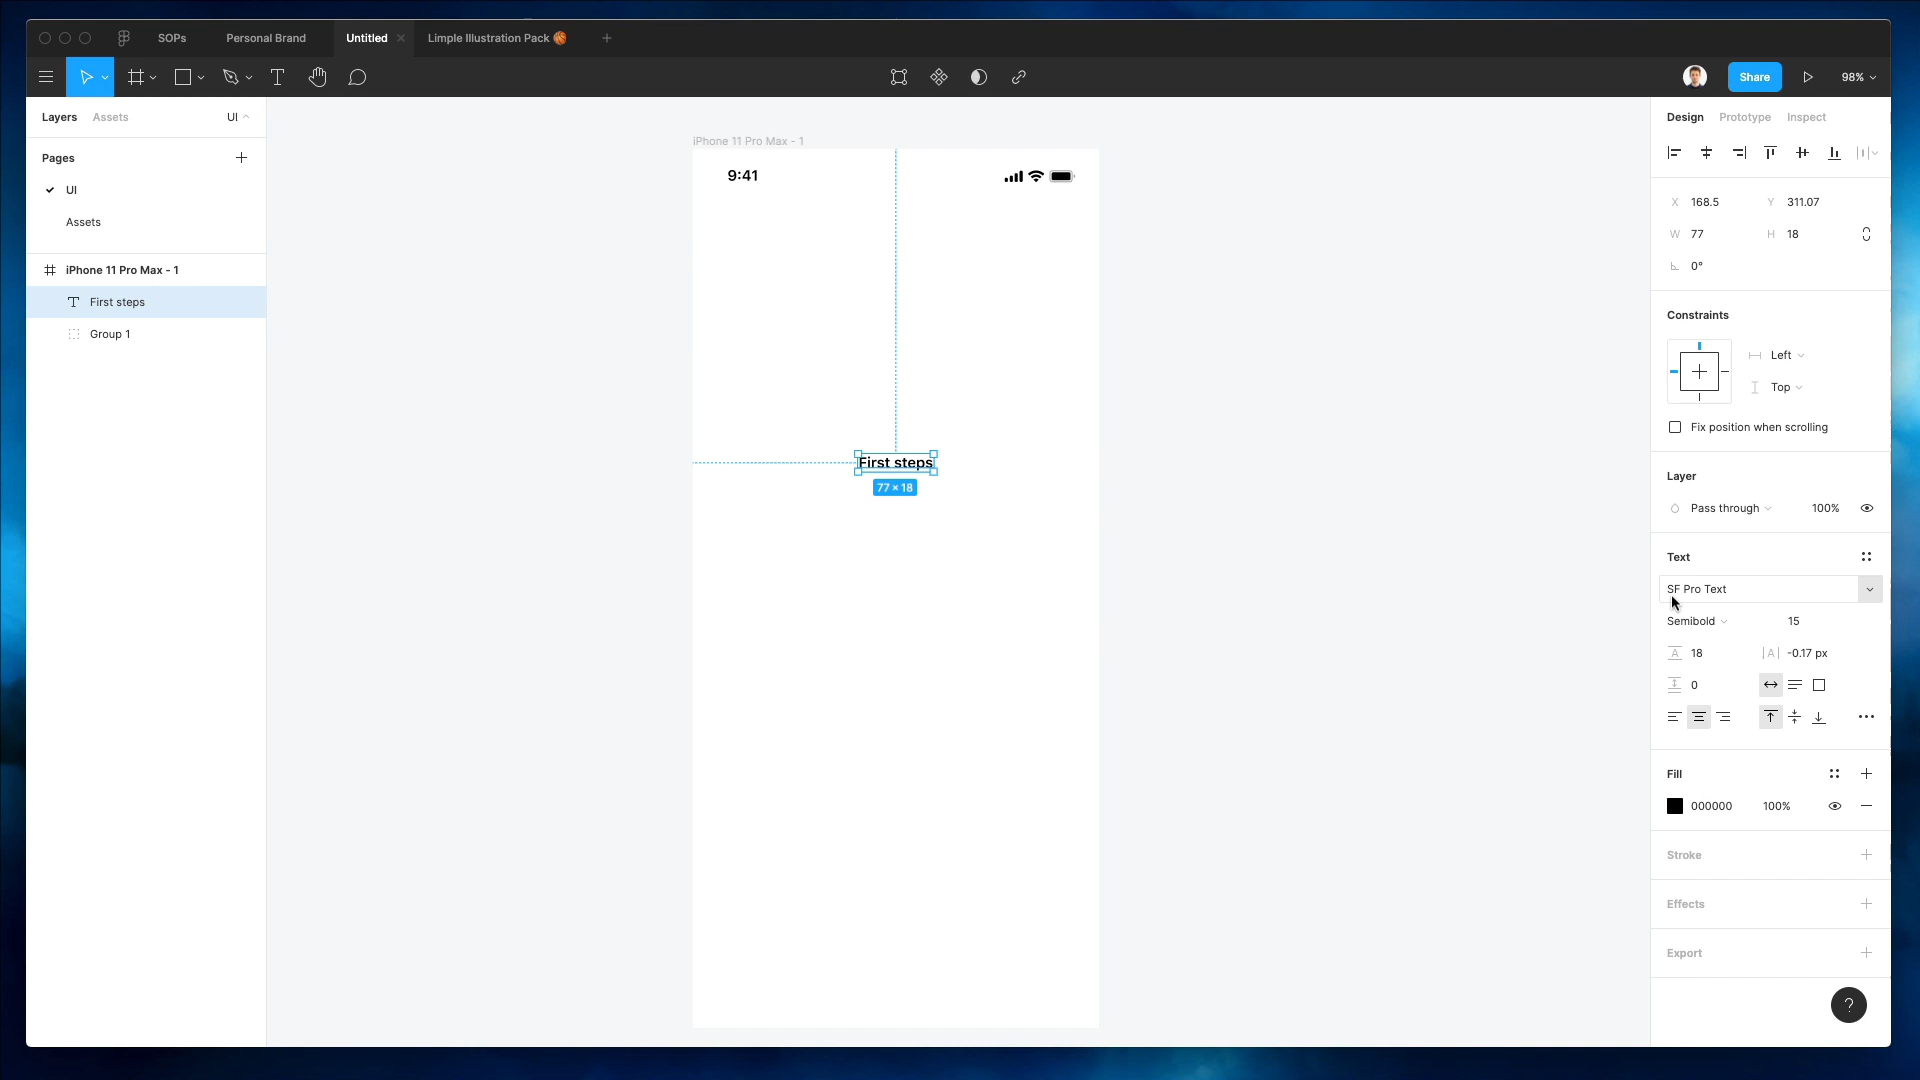 SOPs Personal Brand Untitled Limple Illustration Pack 🏀
Share 98%
Layers Assets UI
Pages
UI
Assets
iPhone 11 Pro Max - 1
First steps
Group 1
iPhone 11 Pro Max - 1
9:41
First steps
77 × 18
Design Prototype Inspect
X 168.5 Y 311.07
W 77 H 18
0°
Constraints
Left
Top
Fix position when scrolling
Layer
Pass through 100%
Text
SF Pro Text
Semibold 15
A 18 |A| -0.17 px
0
Fill
000000 100%
Stroke
Effects
Export
?